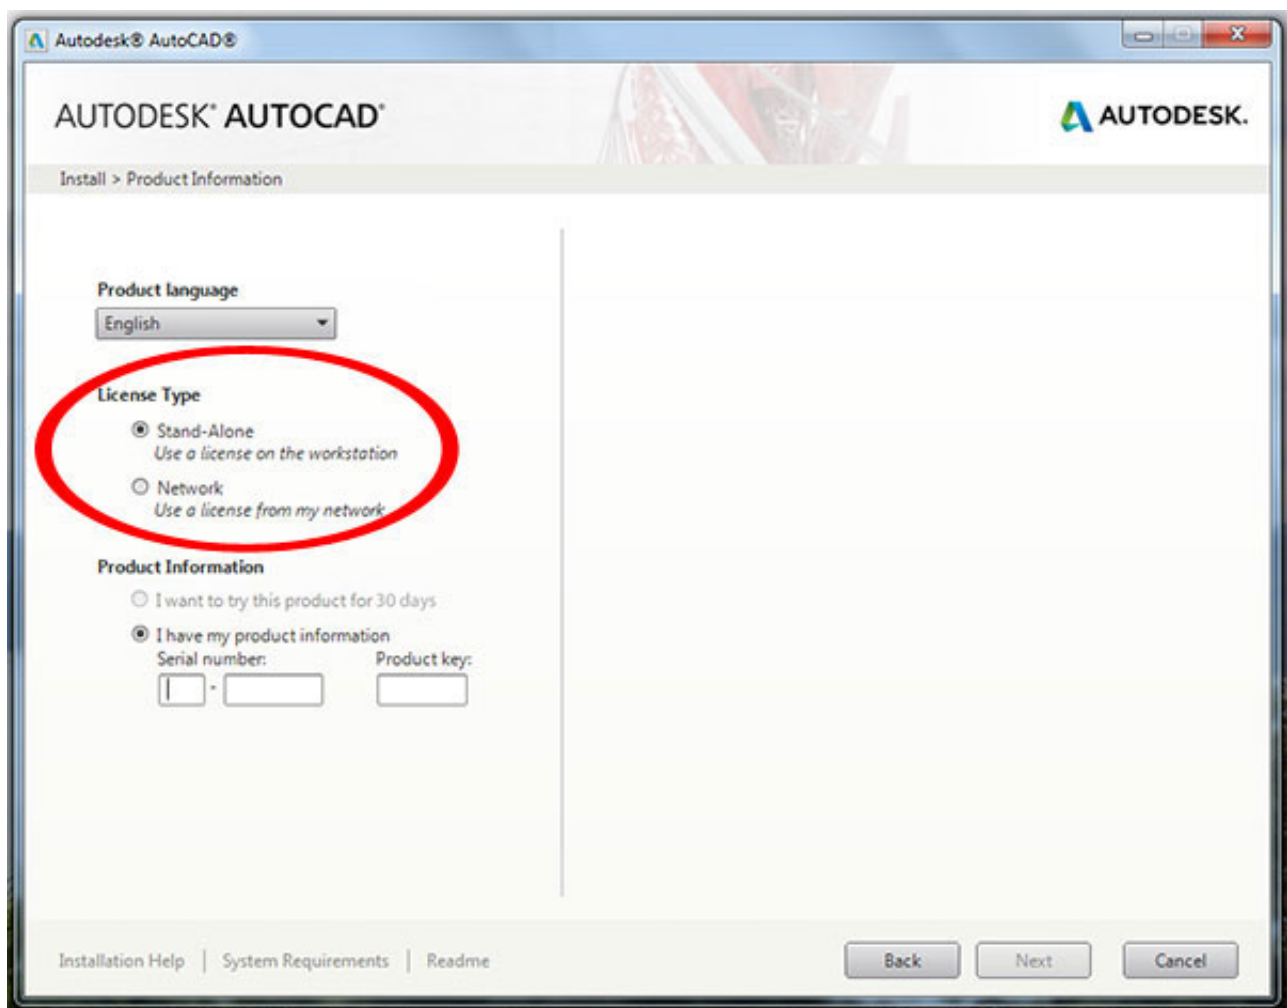 Autodesk® AutoCAD®
AUTODESK® AUTOCAD®
AUTODESK.
Install > Product Information
Product language
English
License Type
Stand-Alone
Use a license on the workstation
Network
Use a license from my network
Product Information
I want to try this product for 30 days
I have my product information
Serial number: Product key:
-
Installation Help | System Requirements | Readme
Back Next Cancel